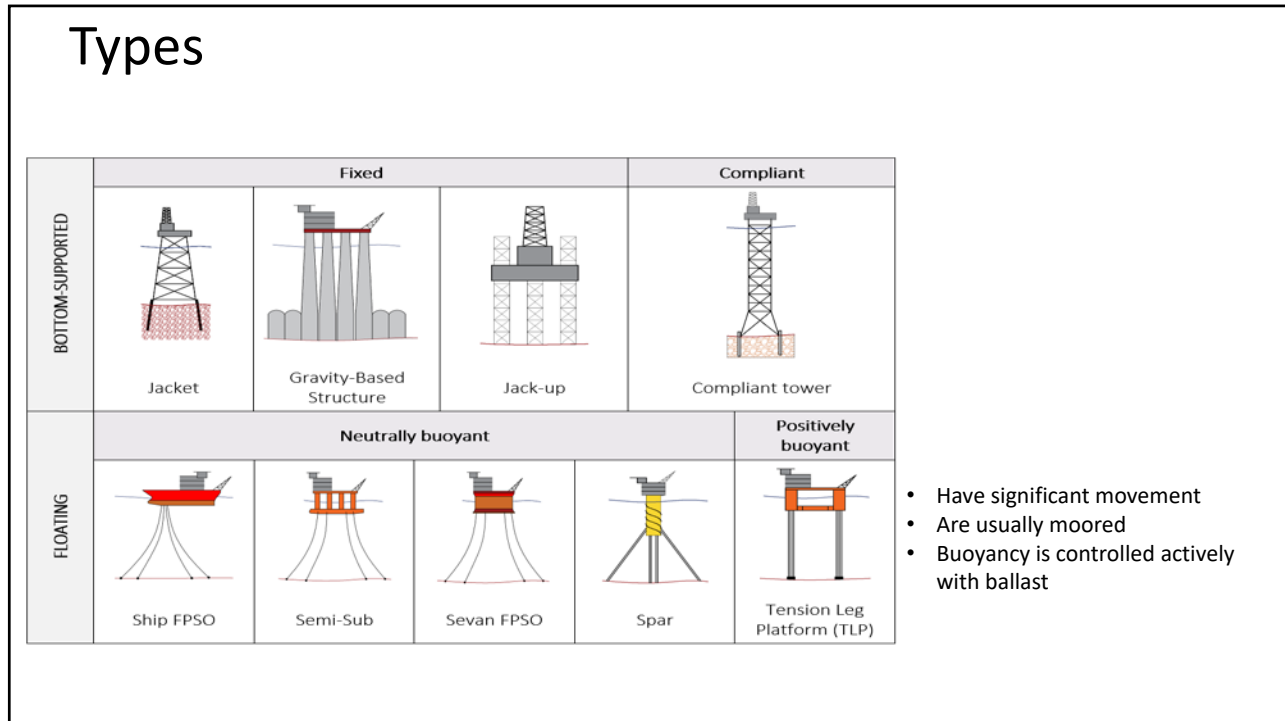 Types
Fixed
Compliant
BOTTOM-SUPPORTED
Jacket
Gravity-Based
Structure
Jack-up
Compliant tower
Neutrally buoyant
Positively
buoyant
FLOATING
Ship FPSO
Semi-Sub
Sevan FPSO
Spar
Tension Leg
Platform (TLP)
• Have significant movement
• Are usually moored
• Buoyancy is controlled actively
with ballast